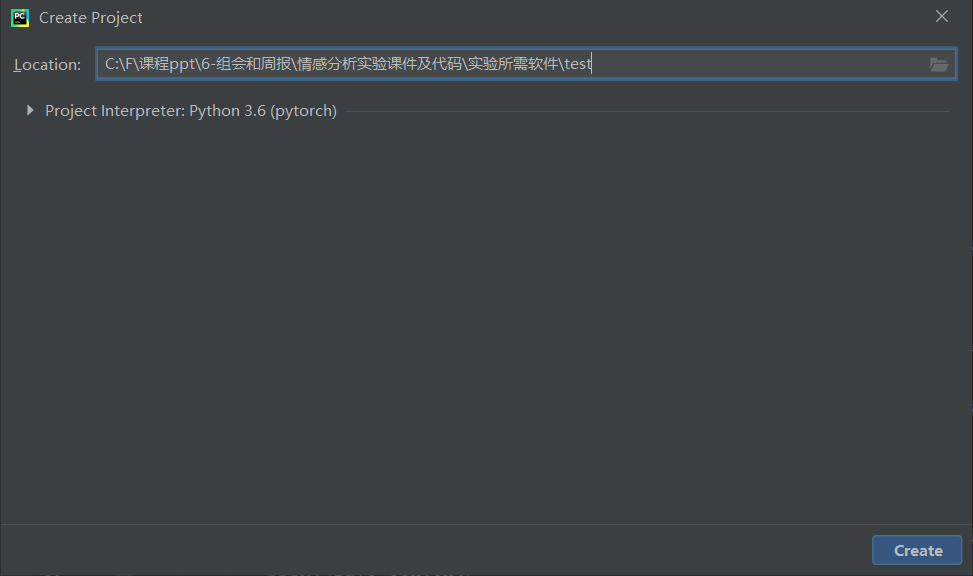 PC
Create Project
Location: C:\F\课程ppt\6-组会和周报\情感分析实验课件及代码\实验所需软件\test
Project Interpreter: Python 3.6 (pytorch)
Create